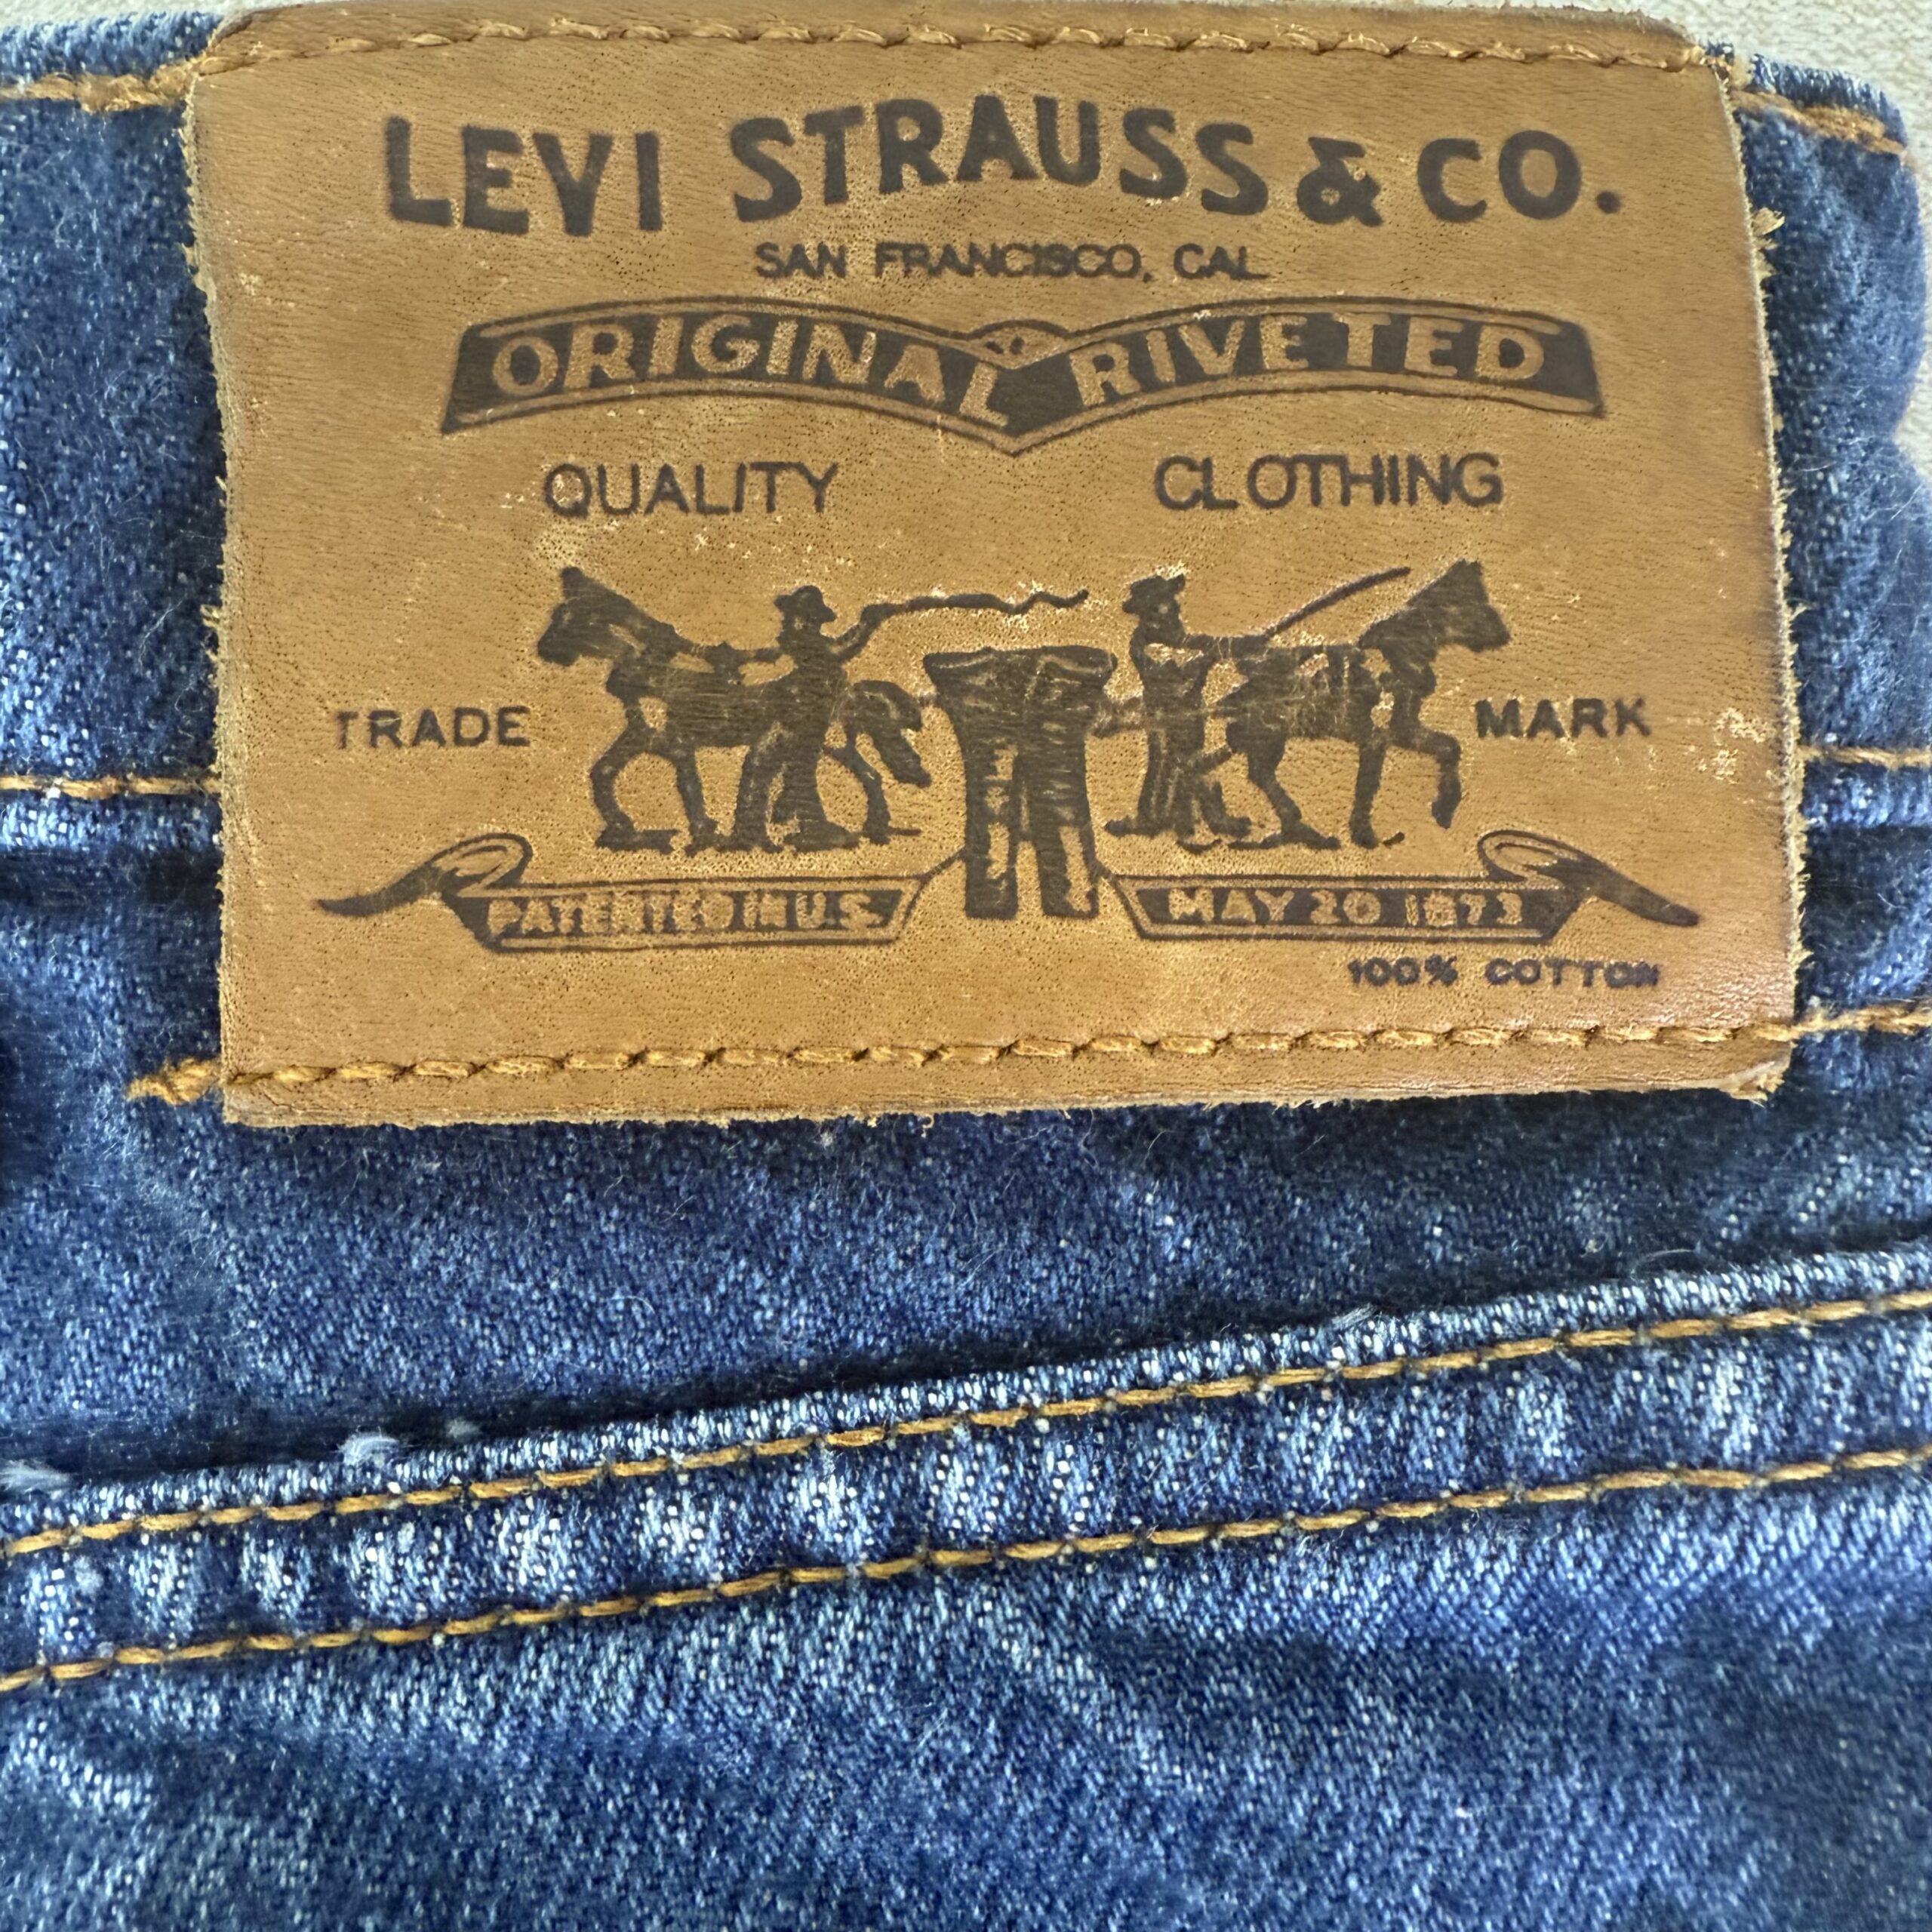 LEVI STRAUSS & CO.
SAN FRANCISCO, CAL
ORIGINAL RIVETED
QUALITY CLOTHING
TRADE MARK
PATENTED IN U.S. MAY 20 1873
100% COTTON